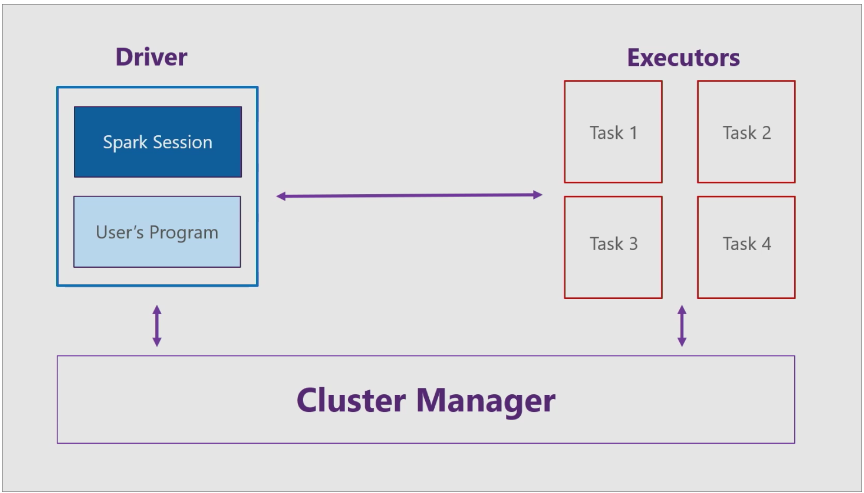 Driver
Executors
Spark Session
User's Program
Task 1
Task 2
Task 3
Task 4
Cluster Manager